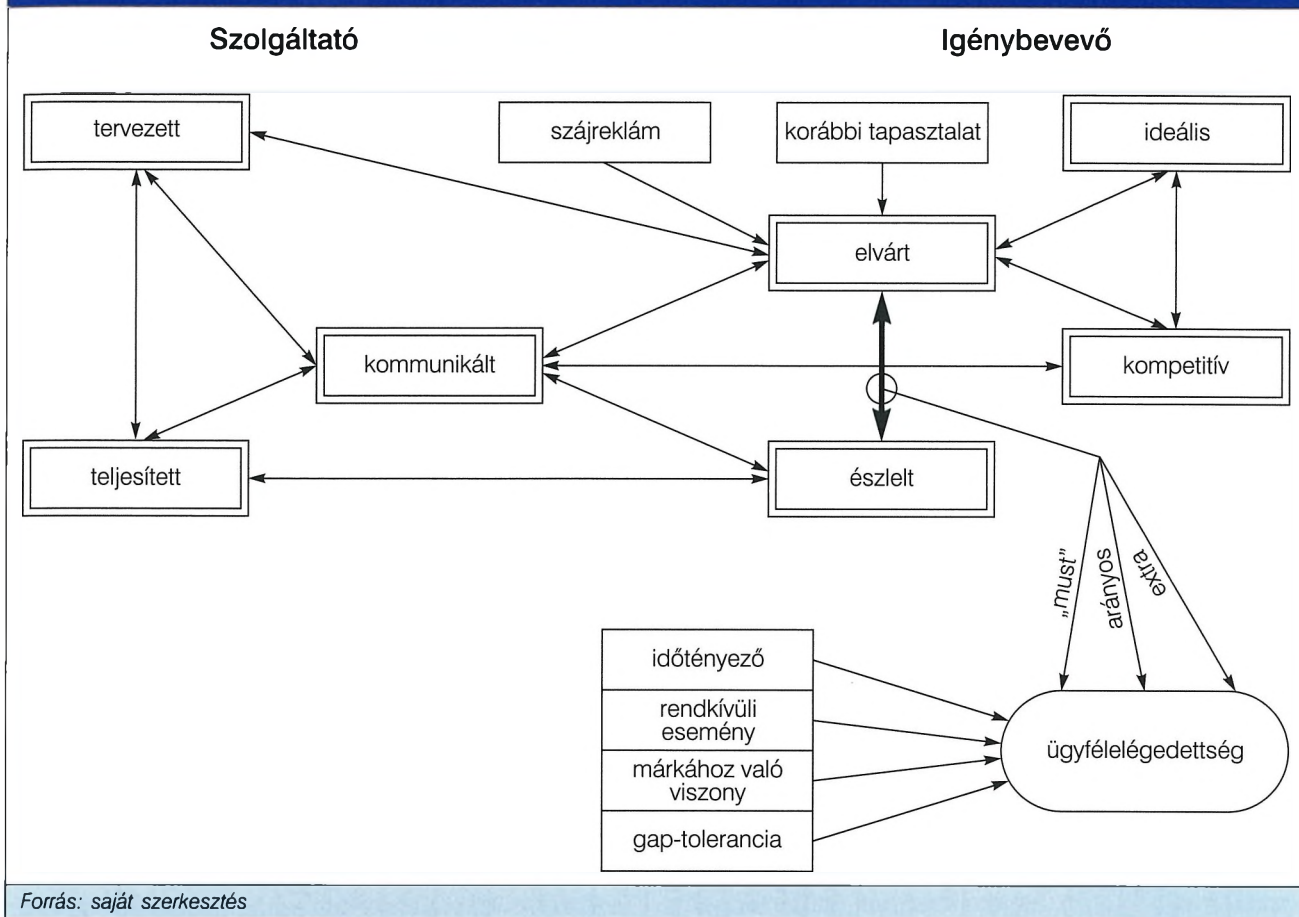 Szolgáltató
Igénybevevő
tervezett
szájreklám
korábbi tapasztalat
ideális
elvárt
kommunikált
kompetitív
teljesített
észlelt
„must”
arányos
extra
időtényező
rendkívüli
esemény
márkához való
viszony
gap-tolerancia
ügyfélelégedettség
Forrás: saját szerkesztés